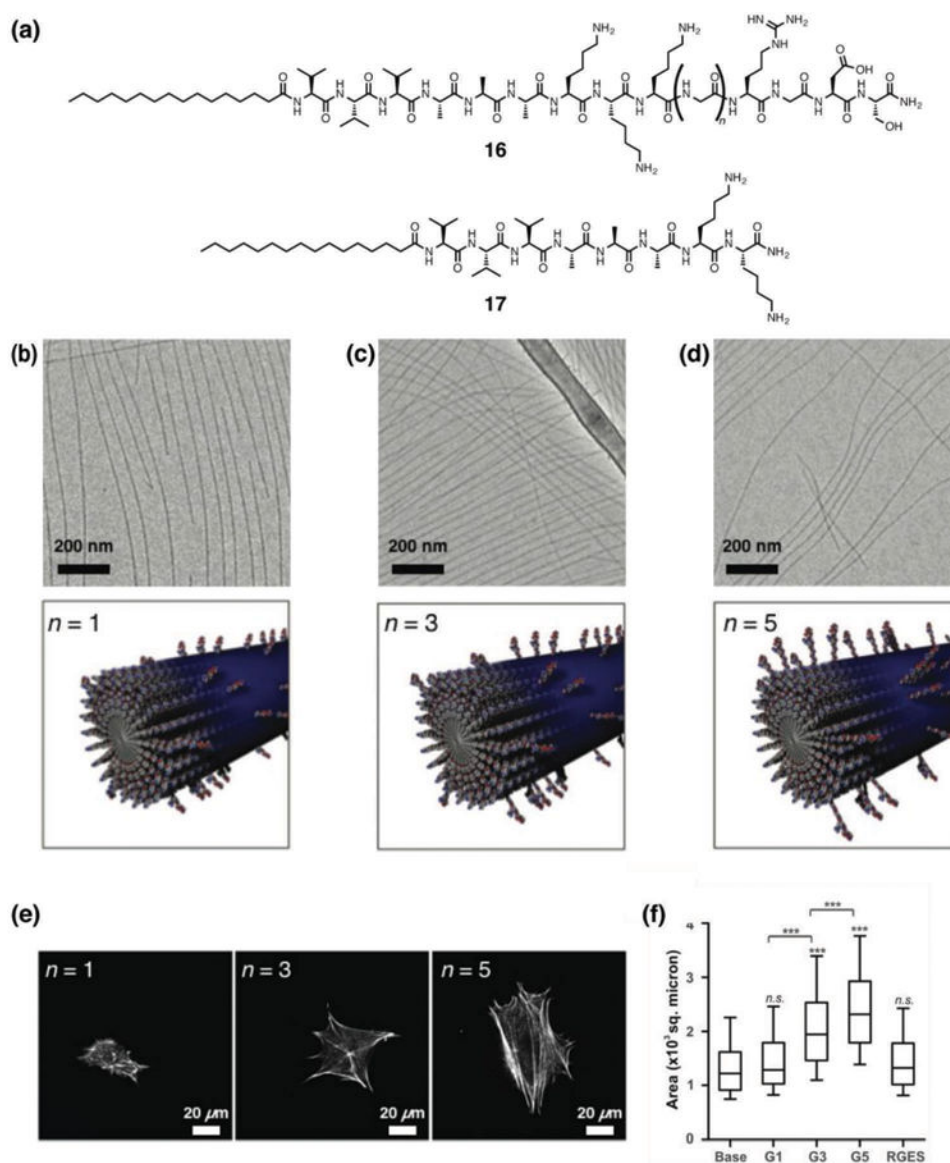 (a)
NH₂
NH₂
HN NH₂
NH
O
OH
O
N
H
H
N
O
n
NH₂
OH
NH₂
16
NH₂
O
N
H
H
N
O
NH₂
NH₂
17
(b) (c) (d)
200 nm 200 nm 200 nm
n = 1 n = 3 n = 5
(e) (f)
n = 1 n = 3 n = 5
20 µm 20 µm 20 µm
Area (x10³ sq. micron)
4
3
2
1
0
***
***
***
***
n.s.
n.s.
Base G1 G3 G5 RGES